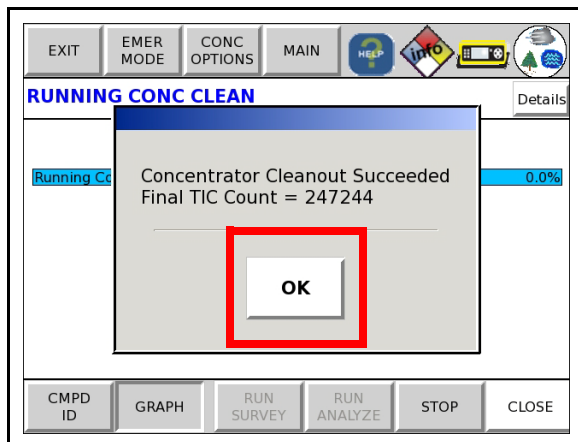 EXIT
EMER
MODE
CONC
OPTIONS
MAIN
HELP
info
RUNNING CONC CLEAN
Details
Concentrator Cleanout Succeeded
Final TIC Count = 247244
Running Co
0.0%
OK
CMPD
ID
GRAPH
RUN
SURVEY
RUN
ANALYZE
STOP
CLOSE